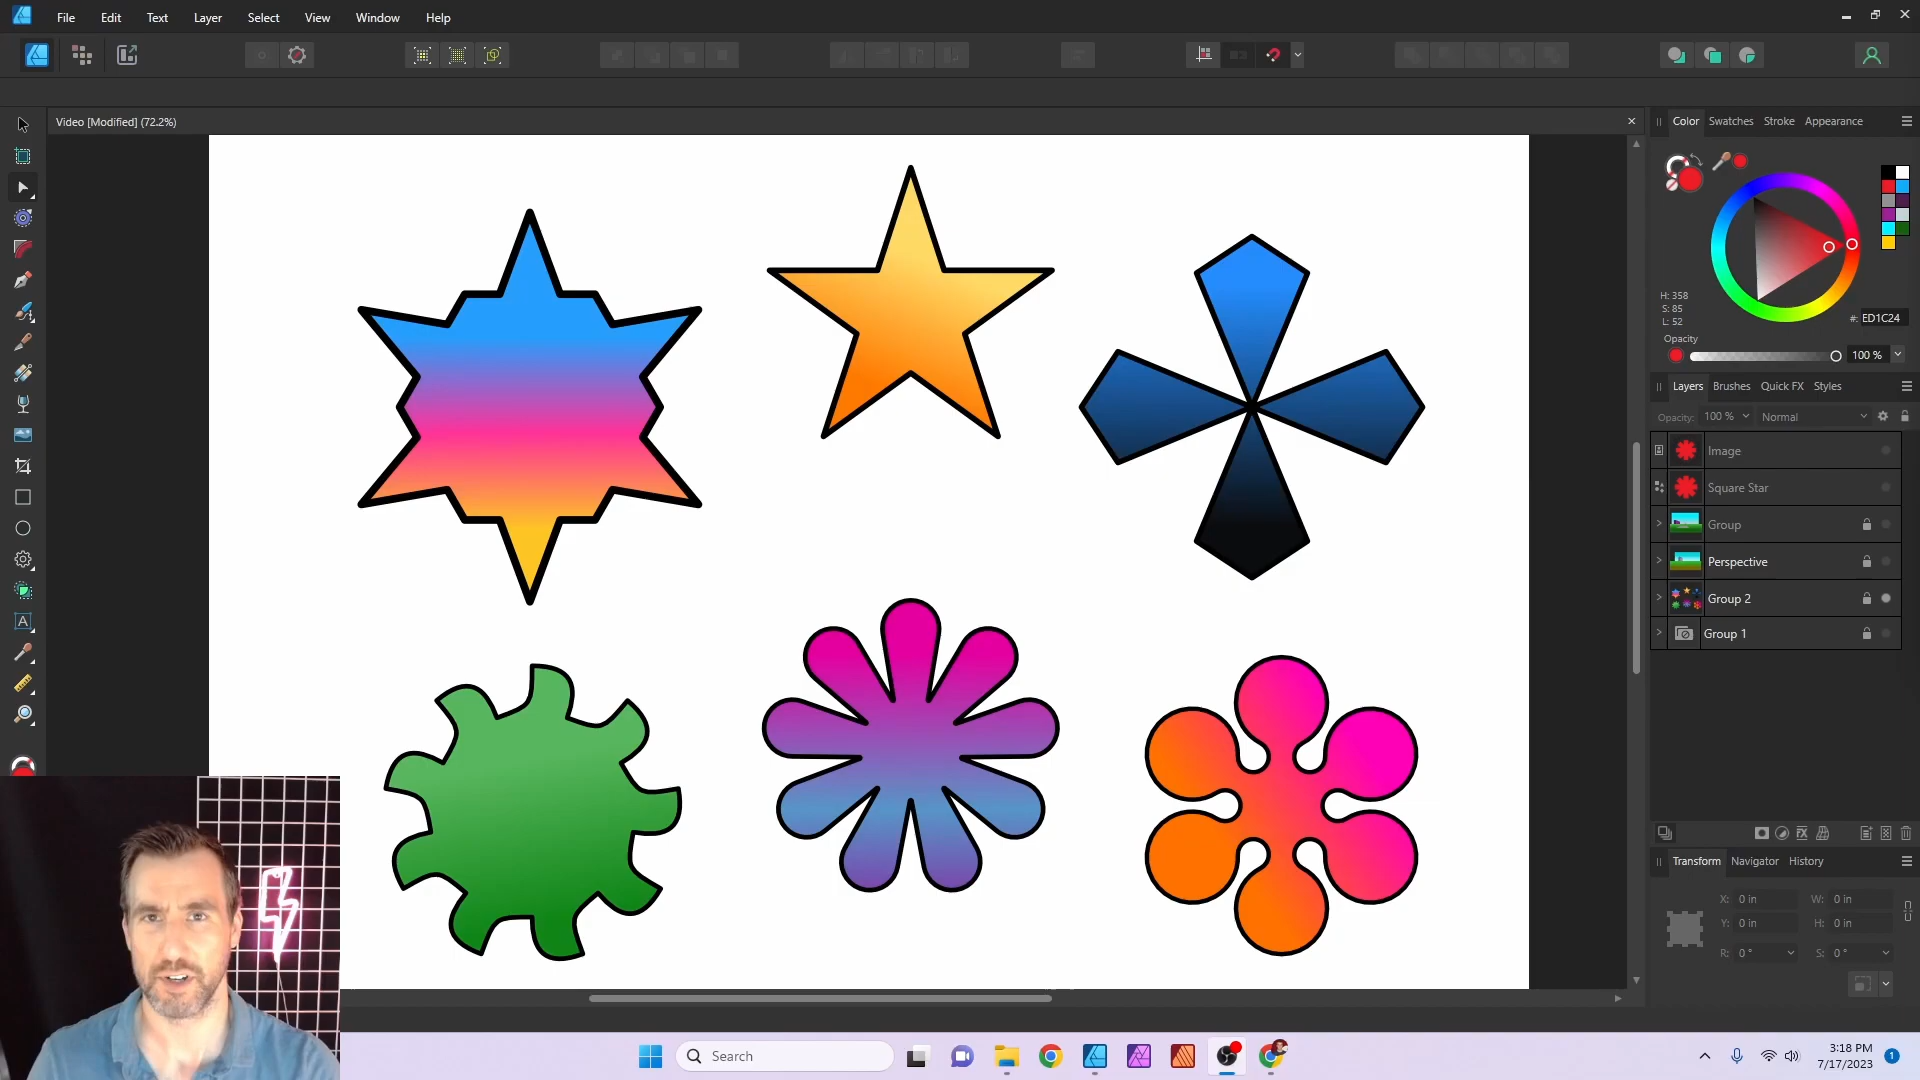 File Edit Text Layer Select View Window Help
Video [Modified] (72.2%)
Color Swatches Stroke Appearance
H: 358
S: 85
L: 52
#: ED1C24
Opacity
100 %
Layers Brushes Quick FX Styles
Opacity: 100 % Normal
Image
Square Star
Group
Perspective
Group 2
Group 1
Transform Navigator History
X: 0 in W: 0 in
Y: 0 in H: 0 in
R: 0 ° S: 0 °
Search
3:18 PM
7/17/2023
1